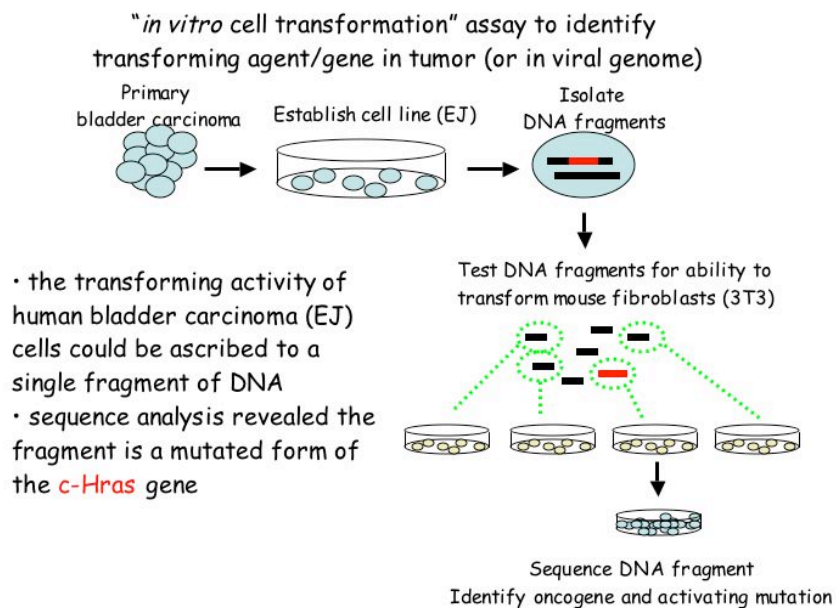 “in vitro cell transformation” assay to identify
transforming agent/gene in tumor (or in viral genome)
Primary
bladder carcinoma
Establish cell line (EJ)
Isolate
DNA fragments
Test DNA fragments for ability to
transform mouse fibroblasts (3T3)
• the transforming activity of
human bladder carcinoma (EJ)
cells could be ascribed to a
single fragment of DNA
• sequence analysis revealed the
fragment is a mutated form of
the c-Hras gene
Sequence DNA fragment
Identify oncogene and activating mutation